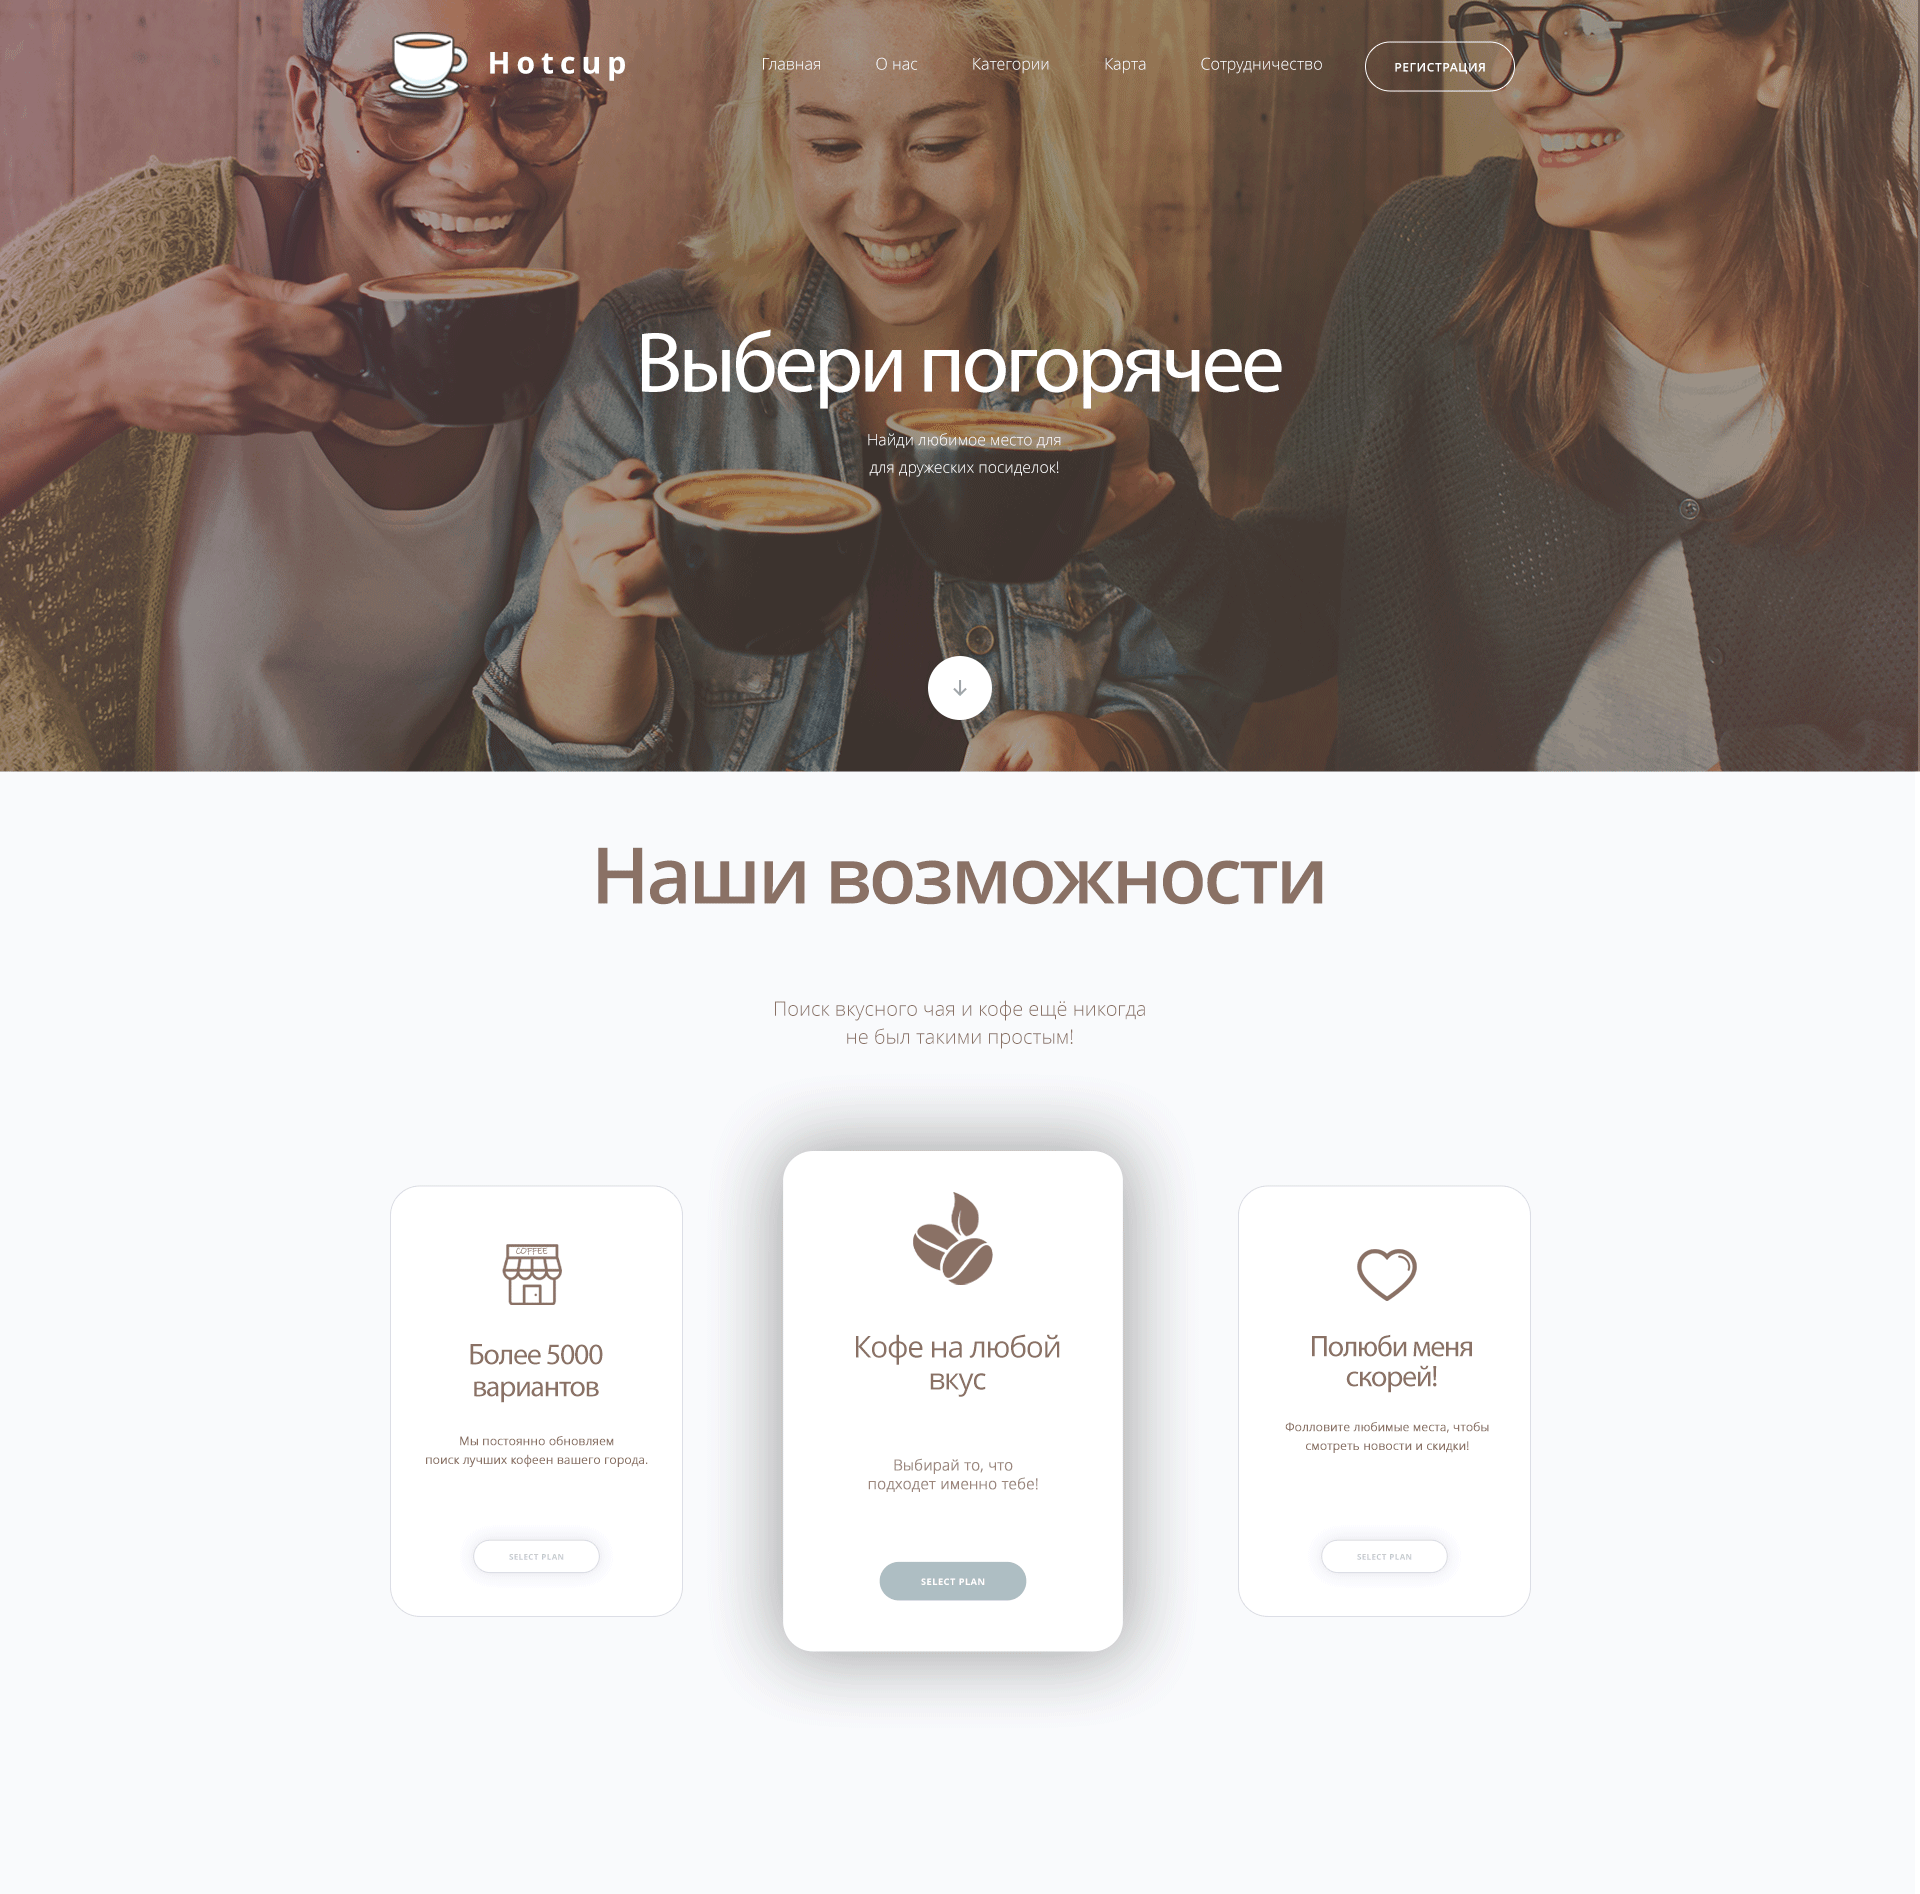 Hotcup
Главная
О нас
Категории
Карта
Сотрудничество
РЕГИСТРАЦИЯ
Выбери погорячее
Найди любимое место для
для дружеских посиделок!
Наши возможности
Поиск вкусного чая и кофе ещё никогда
не был такими простым!
COFFEE
Более 5000
вариантов
Мы постоянно обновляем
поиск лучших кофеен вашего города.
SELECT PLAN
Кофе на любой
вкус
Выбирай то, что
подходет именно тебе!
SELECT PLAN
Полюби меня
скорей!
Фолловите любимые места, чтобы
смотреть новости и скидки!
SELECT PLAN